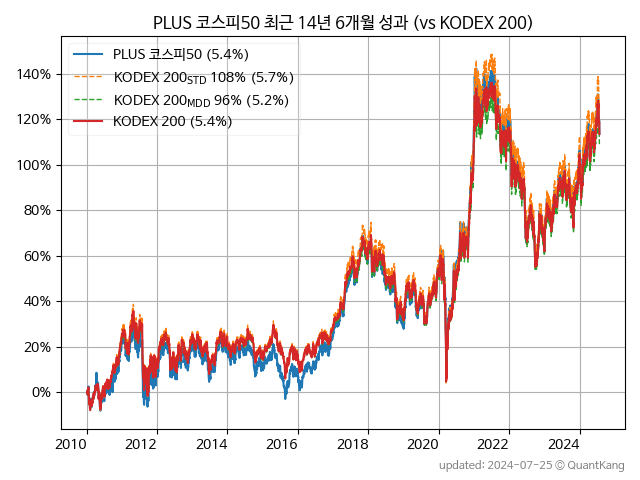 PLUS 코스피50 최근 14년 6개월 성과 (vs KODEX 200)
PLUS 코스피50 (5.4%)
KODEX 200STD 108% (5.7%)
KODEX 200MDD 96% (5.2%)
KODEX 200 (5.4%)
140%
120%
100%
80%
60%
40%
20%
0%
2010 2012 2014 2016 2018 2020 2022 2024
updated: 2024-07-25 © QuantKang